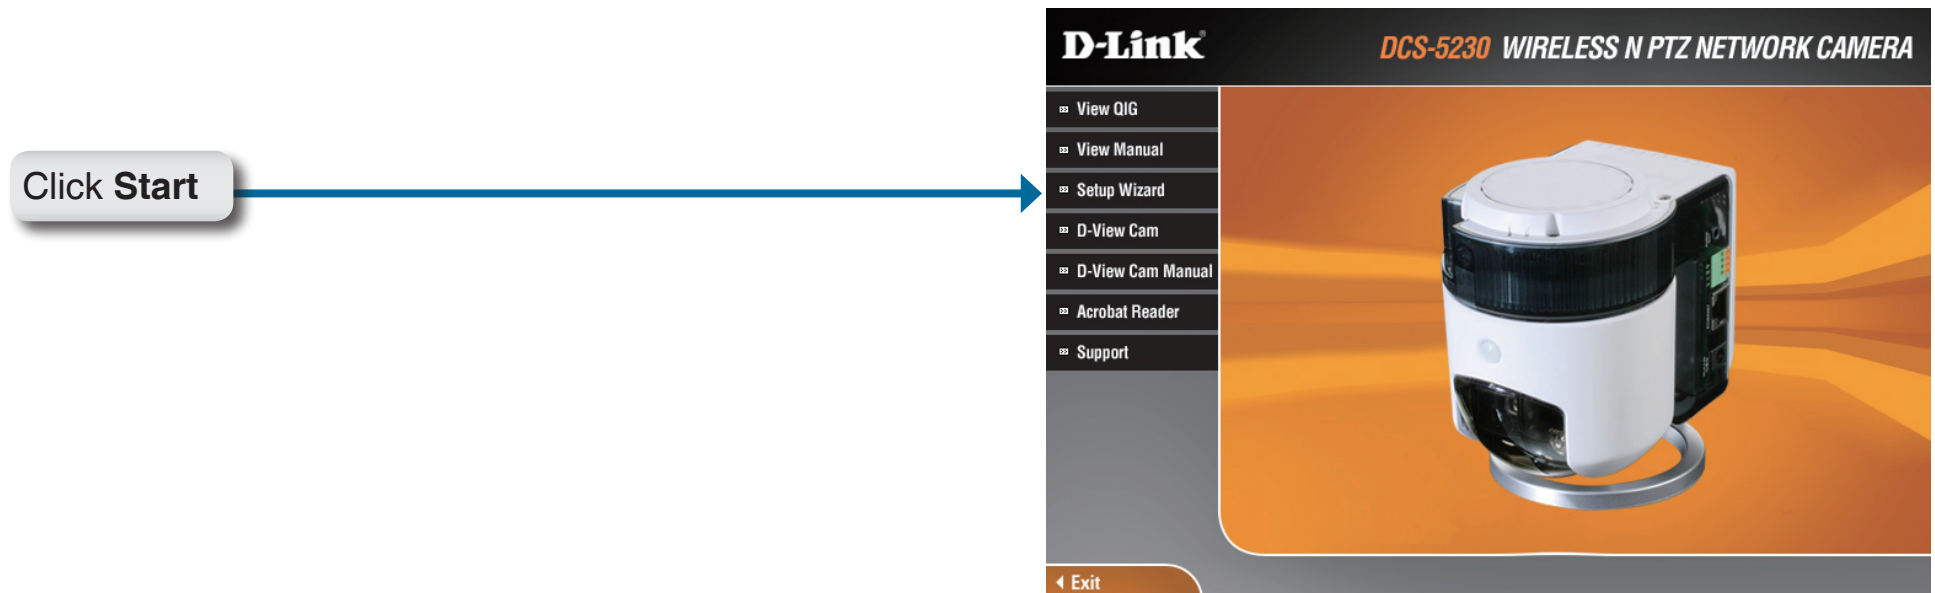 Click Start
D-Link
DCS-5230 WIRELESS N PTZ NETWORK CAMERA
View QIG
View Manual
Setup Wizard
D-View Cam
D-View Cam Manual
Acrobat Reader
Support
Exit